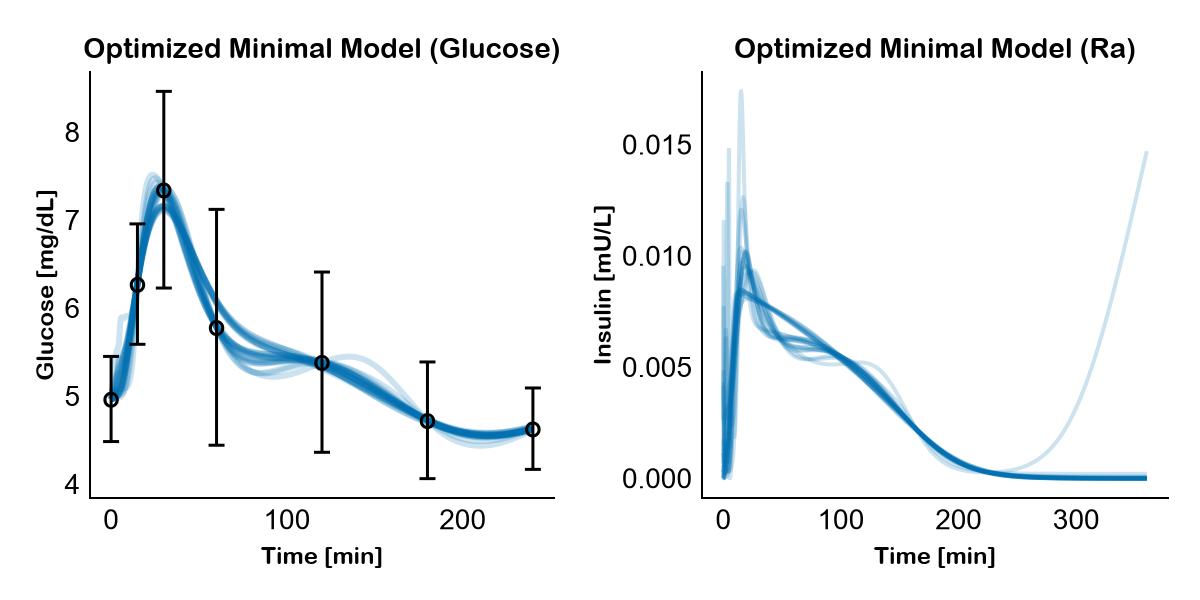 Optimized Minimal Model (Glucose)
Glucose [mg/dL]
8
7
6
5
4
0
100
200
Time [min]
Optimized Minimal Model (Ra)
Insulin [mU/L]
0.015
0.010
0.005
0.000
0
100
200
300
Time [min]